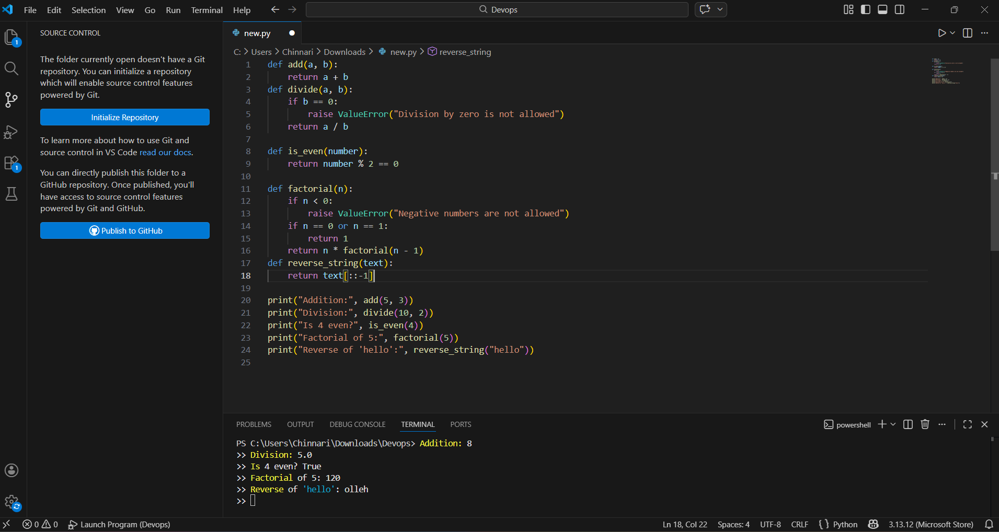 File Edit Selection View Go Run Terminal Help
Devops
SOURCE CONTROL
The folder currently open doesn't have a Git
repository. You can initialize a repository
which will enable source control features
powered by Git.
Initialize Repository
To learn more about how to use Git and
source control in VS Code read our docs.
You can directly publish this folder to a
GitHub repository. Once published, you'll
have access to source control features
powered by Git and GitHub.
Publish to GitHub
1
1
new.py
C: > Users > Chinnari > Downloads > new.py > reverse_string
1 def add(a, b):
2     return a + b
3 def divide(a, b):
4     if b == 0:
5         raise ValueError("Division by zero is not allowed")
6     return a / b
7
8 def is_even(number):
9     return number % 2 == 0
10
11 def factorial(n):
12     if n < 0:
13         raise ValueError("Negative numbers are not allowed")
14     if n == 0 or n == 1:
15         return 1
16     return n * factorial(n - 1)
17 def reverse_string(text):
18     return text[::-1]
19
20 print("Addition:", add(5, 3))
21 print("Division:", divide(10, 2))
22 print("Is 4 even?", is_even(4))
23 print("Factorial of 5:", factorial(5))
24 print("Reverse of 'hello':", reverse_string("hello"))
25
PROBLEMS OUTPUT DEBUG CONSOLE TERMINAL PORTS
powershell
PS C:\Users\Chinnari\Downloads\Devops> Addition: 8
>> Division: 5.0
>> Is 4 even? True
>> Factorial of 5: 120
>> Reverse of 'hello': olleh
>>
0 0 Launch Program (Devops)
Ln 18, Col 22 Spaces: 4 UTF-8 CRLF {} Python 3.13.12 (Microsoft Store)